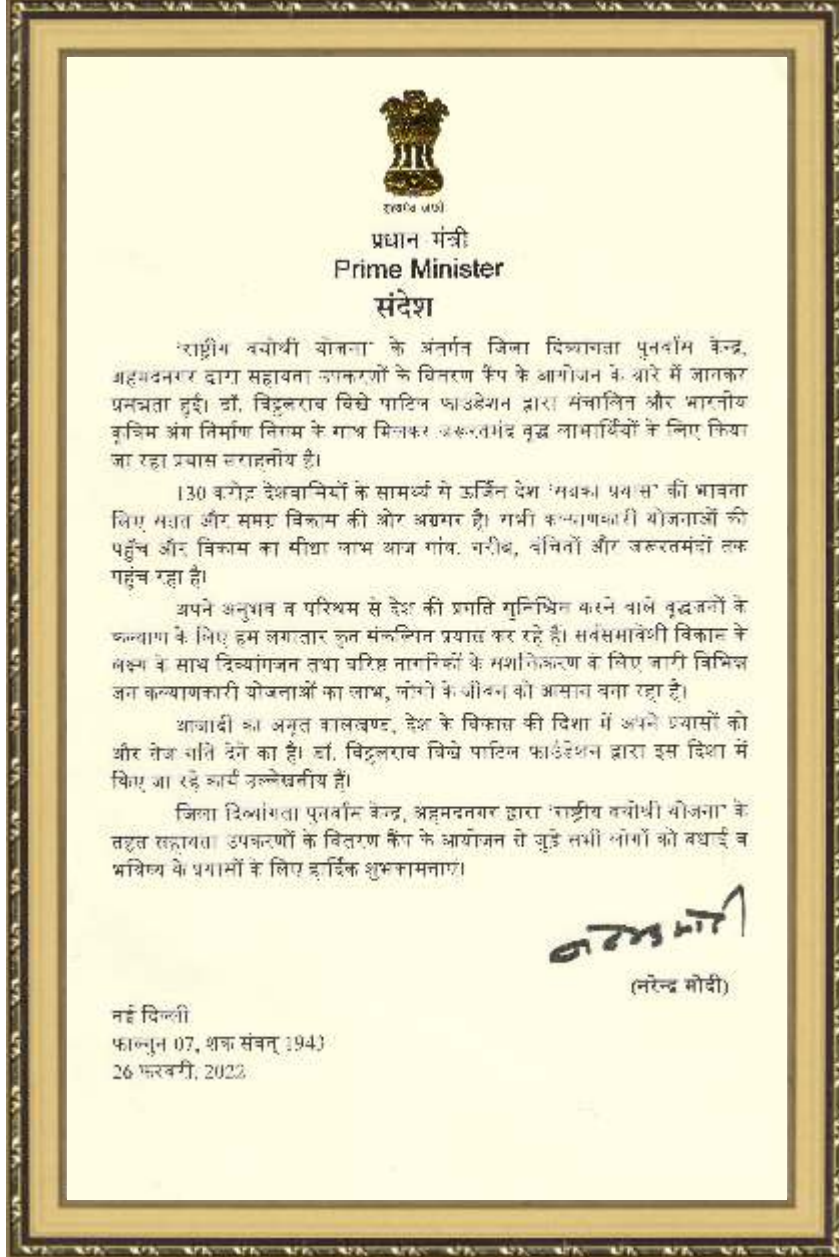 सत्यमेव जयते
प्रधान मंत्री
Prime Minister
संदेश
'राष्ट्रीय वयोश्री योजना' के अंतर्गत जिला दिव्यांगता पुनर्वास केन्द्र,
अहमदनगर द्वारा सहायता उपकरणों के वितरण कैंप के आयोजन के बारे में जानकर
प्रसन्नता हुई। डॉ. विट्ठलराव विखे पाटिल फाउंडेशन द्वारा संचालित और भारतीय
कृत्रिम अंग निर्माण निगम के साथ मिलकर जरूरतमंद वृद्ध लाभार्थियों के लिए किया
जा रहा प्रयास सराहनीय है।
130 करोड़ देशवासियों के सामर्थ्य से ऊर्जित देश 'सबका प्रयास' की भावना
लिए सतत और समग्र विकास की ओर अग्रसर है। सभी कल्याणकारी योजनाओं की
पहुँच और विकास का सीधा लाभ आज गांव, गरीब, वंचितों और जरूरतमंदों तक
पहुंच रहा है।
अपने अनुभव व परिश्रम से देश की प्रगति सुनिश्चित करने वाले वृद्धजनों के
कल्याण के लिए हम लगातार कृत संकल्पित प्रयास कर रहे हैं। सर्वसमावेशी विकास के
लक्ष्य के साथ दिव्यांगजन तथा वरिष्ठ नागरिकों के सशक्तिकरण के लिए जारी विभिन्न
जन कल्याणकारी योजनाओं का लाभ, लोगों के जीवन को आसान बना रहा है।
आजादी का अमृत कालखण्ड, देश के विकास की दिशा में अपने प्रयासों को
और तेज गति देने का है। डॉ. विट्ठलराव विखे पाटिल फाउंडेशन द्वारा इस दिशा में
किए जा रहे कार्य उल्लेखनीय हैं।
जिला दिव्यांगता पुनर्वास केन्द्र, अहमदनगर द्वारा 'राष्ट्रीय वयोश्री योजना' के
तहत सहायता उपकरणों के वितरण कैंप के आयोजन से जुड़े सभी लोगों को बधाई व
भविष्य के प्रयासों के लिए हार्दिक शुभकामनाएं।
नरेन्द्र मोदी
(नरेन्द्र मोदी)
नई दिल्ली
फाल्गुन 07, शक संवत् 1943
26 फरवरी, 2022